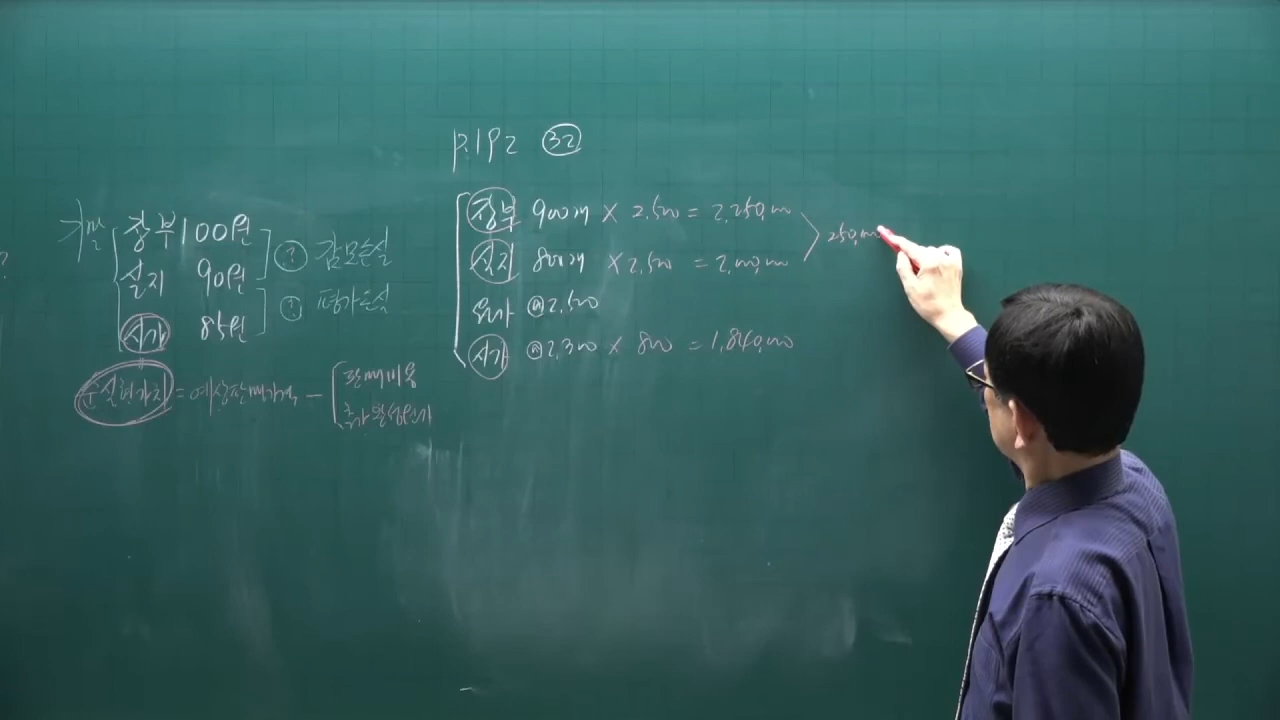 ?
기말 장부 100원
실지 90원
시가 85원
? 감모손실
? 평가손실
순실현가치 = 예상판매가격 - 판매비용
추가완성원가
p.192 32
장부 900개 × 2,500 = 2,250,000
실지 800개 × 2,500 = 2,000,000
250,000
원가 @2,500
시가 @2,300 × 800 = 1,840,000